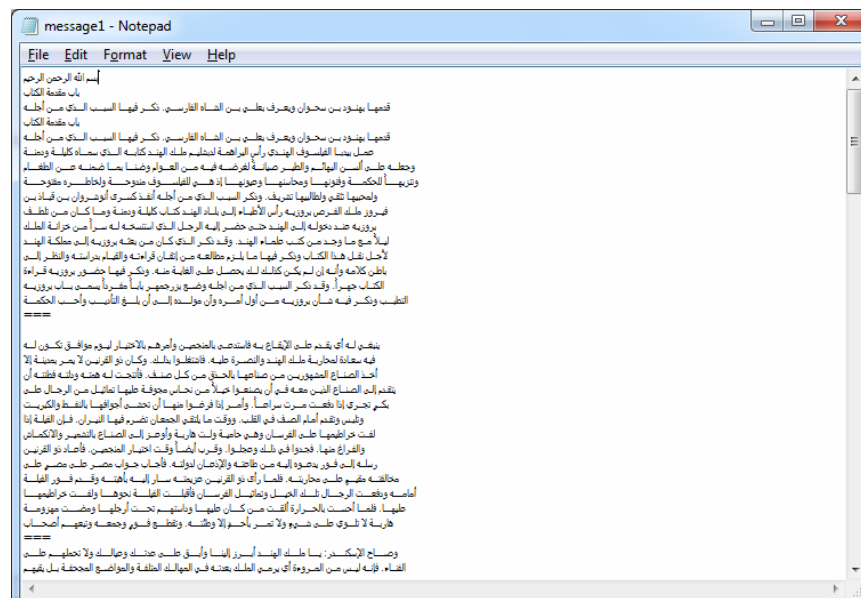 message1 - Notepad
File Edit Format View Help
بسم الله الرحمن الرحيم
باب مقدمة الكتاب
قدمها بهنود بن سحوان ويعرف بعلي بن الشاه الفارسي. ذكر فيها السبب الذي من أجله
باب مقدمة الكتاب
قدمها بهنود بن سحوان ويعرف بعلي بن الشاه الفارسي. ذكر فيها السبب الذي من أجله
عمل بيدبا الفيلسوف الهندي رأس البراهمة لدبشليم ملك الهند كتابه الذي سماه كليلة ودمنة
وجعله على ألسن البهائم والطير صيانةً لغرضه فيه من العوام وضناً بما ضمنه عن الطغام
وتنزيهاً للحكمة وفنونها ومحاسنها وعيونها إذ هي للفيلسوف مندوحة ولخاطره مفتوحة
ولمحبيها تثقيف ولطالبيها تشريف. وذكر السبب الذي من أجله أنفذ كسرى أنوشروان بن قباذ بن
فيروز ملك الفرس برزويه رأس الأطباء إلى بلاد الهند كتاب كليلة ودمنة وما كان من تلطف
برزويه عند دخوله إلى الهند حتى حضر إليه الرجل الذي استنسخه له سراً من خزانة الملك
ليلاً مع ما وجد من كتب علماء الهند. وقد ذكر الذي كان من بعثه برزويه إلى مملكة الهند
لأجل نقل هذا الكتاب وذكر فيها ما يلزم مطالعه من إتقان قراءته والقيام بدراسته والنظر إلى
باطن كلامه وأنه إن لم يكن كذلك لم يحصل على الغاية منه. وذكر فيها حضور برزويه قراءة
الكتاب جهراً. وقد ذكر السبب الذي من اجله وضع بزرجمهر باباً مفرداً يسمى باب برزويه
التطبب وذكر فيه شأن برزويه من أول أمره وآن مولده إلى أن بلغ التأديب وأحب الحكمة
===
ينبغي له أي يقدم على الإيقاع به فاستدعى بالمنجمين وأمرهم بالاختيار ليوم موافق تكون له
فيه سعادة لمحاربة ملك الهند والنصرة عليه. فاشتغلوا بذلك. وكان ذو القرنين لا يمر بمدينة إلا
أخذ الصناع المشهورين من صناعها بالحذق من كل صنف. فأنتجت له همته ودلته فطنته أن
يتقدم إلى الصناع الذين معه في أن يصنعوا خيلاً من نحاس مجوفة عليها تماثيل من الرجال على
بكر تجري إذا دفعت مرت سراعاً. وأمر إذا فرغوا منها أن تحشى أجوافها بالنفط والكبريت
وتلبس وتقدم أمام الصف في القلب. ووقت ما يلتقي الجمعان تضرم فيها النيران. فإن الفيلة إذا
لفت خراطيمها على الفرسان وهي حامية ولت هاربة وأوعز إلى الصناع بالتشمير والانكماش
والفراغ منها. فجدوا في ذلك وعجلوا. وقرب أيضاً وقت اختيار المنجمين. فأعاد ذو القرنين
رسله إلى فور يدعوه إليه من طاعته والإذعان لدولته. فأجاب جواب مصر على مصر على
مخالفته مقيم على محاربته. فلما رأى ذو القرنين عزيمته سار إليه بأهبته وقدم فور الفيلة
أمامه ودفعت الرجال تلك الخيل وتماثيل الفرسان فأقبلت الفيلة نحوها ولفت خراطيمها
عليها. فلما أحست بالحرارة ألقت من كان عليها وداستهم تحت أرجلها ومضت مهزومة
هاربة لا تلوي على شيء ولا تمر بأحدٍ إلا وطئته. وتقطع فور وجمعه وتبعهم أصحاب
===
وصاح الإسكندر: يا ملك الهند أبرز إلينا وأبق على عدتك وعيالك ولا تحملهم على
الفناء. فإنه ليس من المروءة أي يرمي الملك بعدته في المهالك المتلفة والمواضع المجحفة بل يقيهم